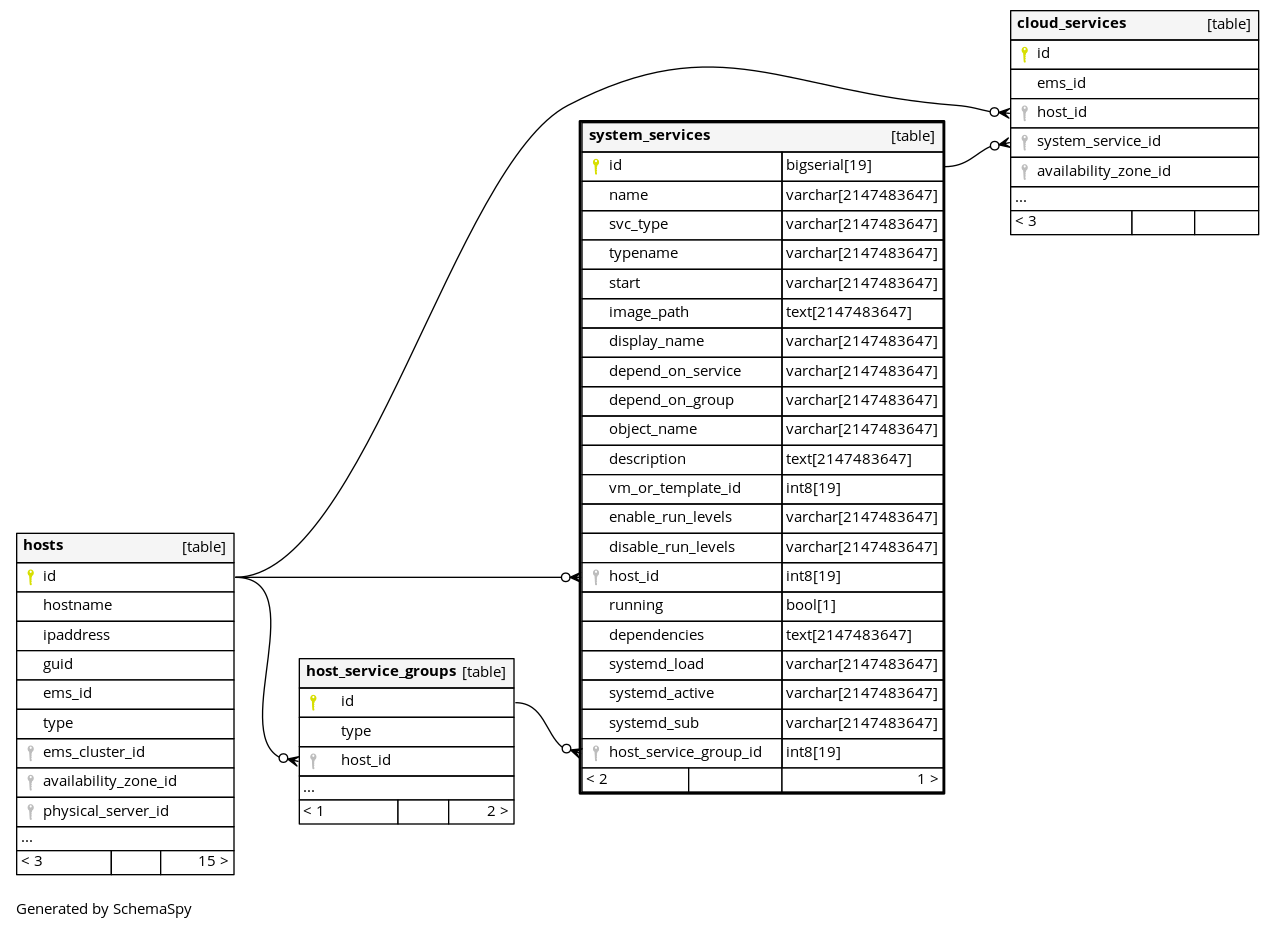 cloud_services [table]
id
ems_id
host_id
system_service_id
availability_zone_id
...
< 3
system_services [table]
id bigserial[19]
name varchar[2147483647]
svc_type varchar[2147483647]
typename varchar[2147483647]
start varchar[2147483647]
image_path text[2147483647]
display_name varchar[2147483647]
depend_on_service varchar[2147483647]
depend_on_group varchar[2147483647]
object_name varchar[2147483647]
description text[2147483647]
vm_or_template_id int8[19]
enable_run_levels varchar[2147483647]
disable_run_levels varchar[2147483647]
host_id int8[19]
running bool[1]
dependencies text[2147483647]
systemd_load varchar[2147483647]
systemd_active varchar[2147483647]
systemd_sub varchar[2147483647]
host_service_group_id int8[19]
< 2 1 >
hosts [table]
id
hostname
ipaddress
guid
ems_id
type
ems_cluster_id
availability_zone_id
physical_server_id
...
< 3 15 >
host_service_groups [table]
id
type
host_id
...
< 1 2 >
Generated by SchemaSpy